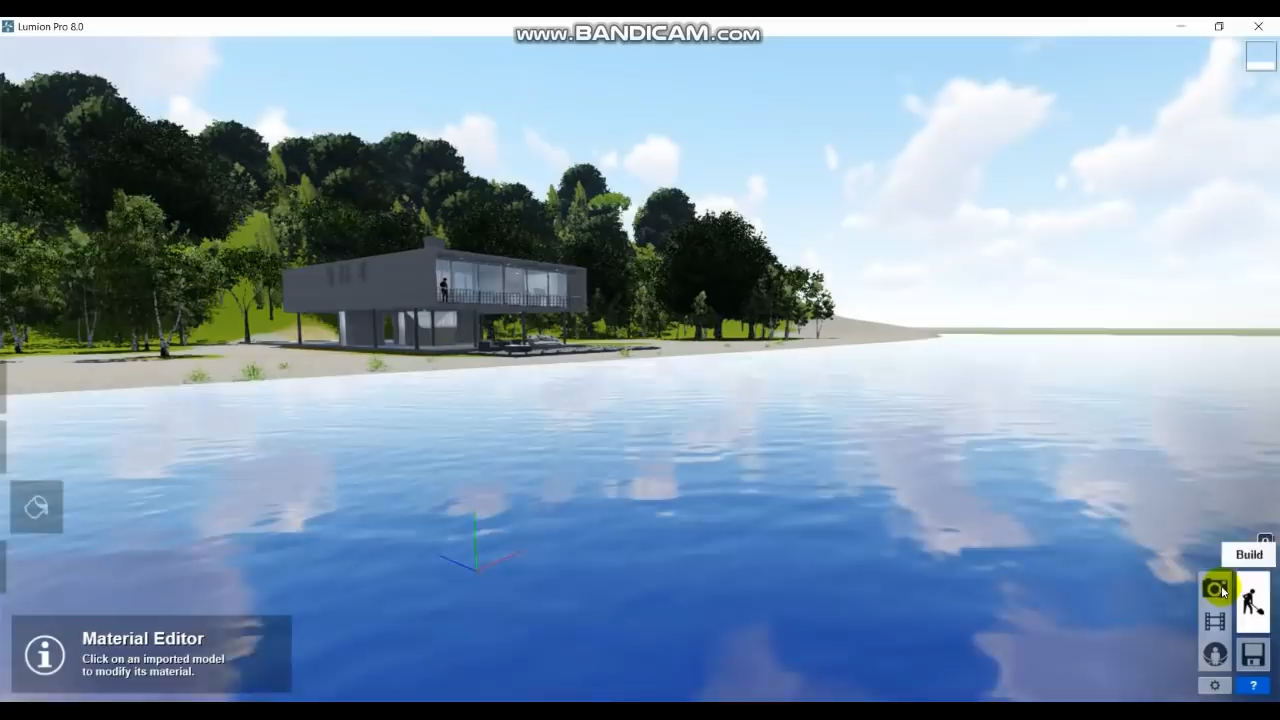 Lumion Pro 8.0
www.BANDICAM.com
Build
Material Editor
Click on an imported model
to modify its material.
?